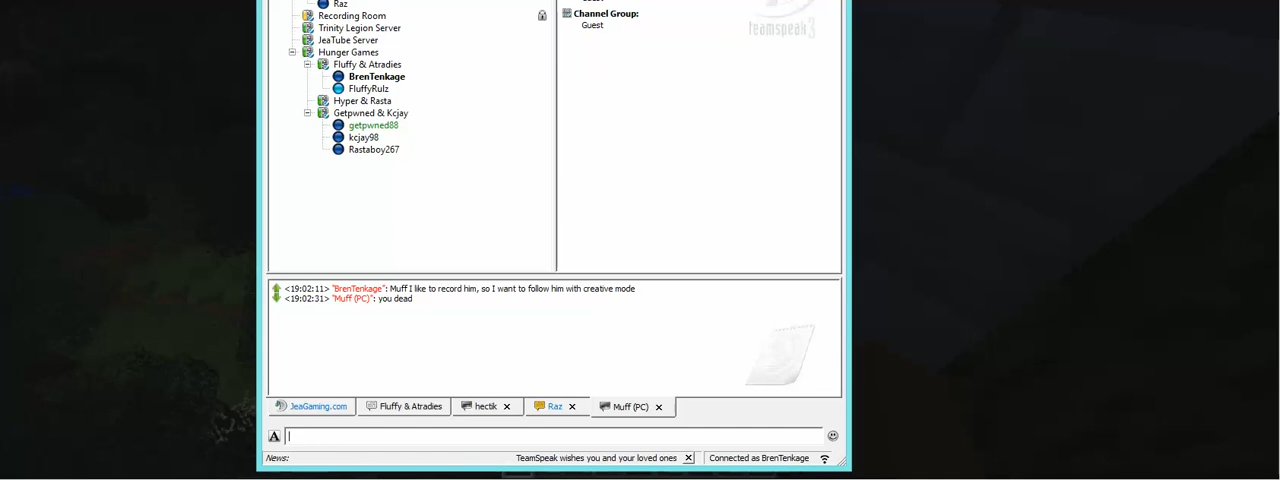 Raz
Recording Room
Trinity Legion Server
JeaTube Server
Hunger Games
Fluffy & Atradies
BrenTenkage
FluffyRulz
Hyper & Rasta
Getpwned & Kcjay
getpwned88
kcjay98
Rastaboy267
Channel Group:
Guest
teamspeak 3
<19:02:11> "BrenTenkage": Muff I like to record him, so I want to follow him with creative mode
<19:02:31> "Muff (PC)": you dead
JeaGaming.com Fluffy & Atradies hectik Raz Muff (PC)
A
News: TeamSpeak wishes you and your loved ones Connected as BrenTenkage